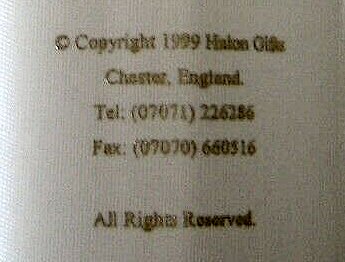 © Copyright 1999 Halon Gifts
Chester, England.
Tel: (07071) 226286
Fax: (07070) 660516
All Rights Reserved.